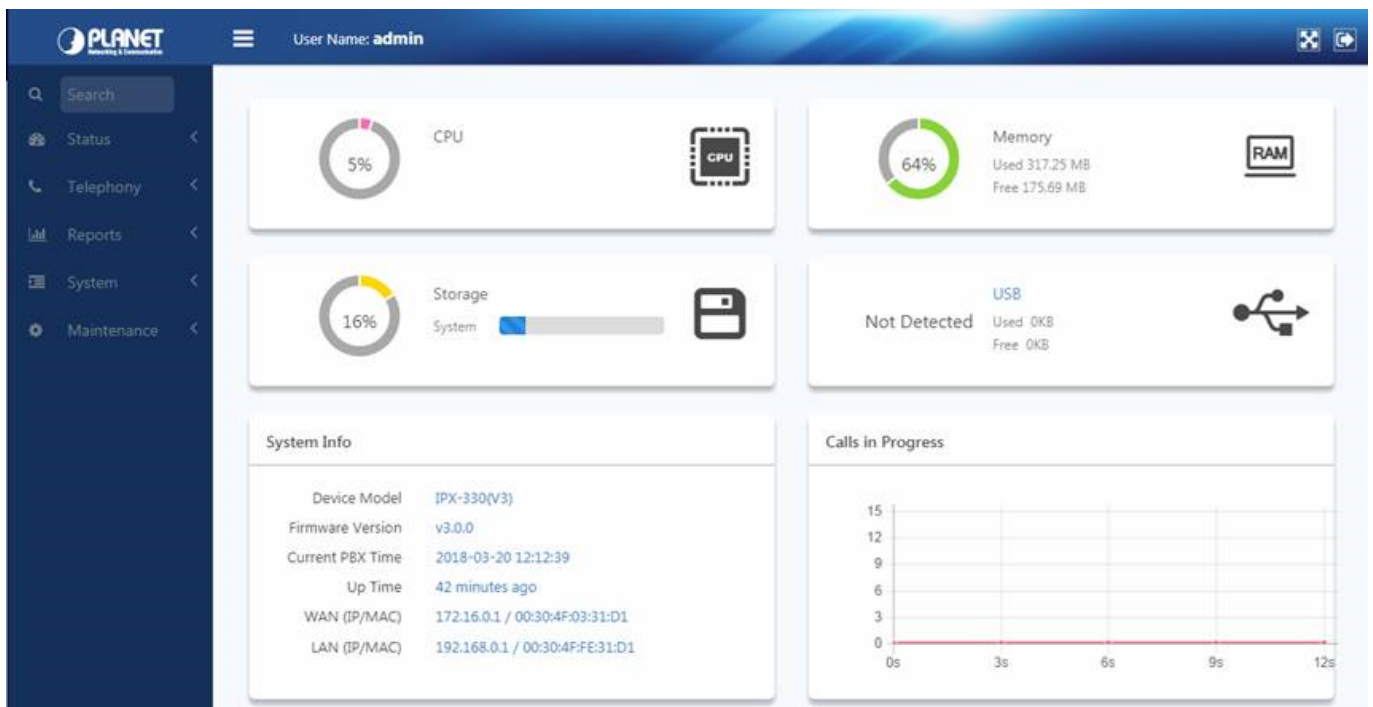 PLANET
Networking & Communication
User Name: admin
Search
Status
Telephony
Reports
System
Maintenance
5%
CPU
CPU
64%
Memory
Used 317.25 MB
Free 175.69 MB
RAM
16%
Storage
System
Not Detected
USB
Used 0KB
Free 0KB
System Info
Device Model IPX-330(V3)
Firmware Version v3.0.0
Current PBX Time 2018-03-20 12:12:39
Up Time 42 minutes ago
WAN (IP/MAC) 172.16.0.1 / 00:30:4F:03:31:D1
LAN (IP/MAC) 192.168.0.1 / 00:30:4F:FE:31:D1
Calls in Progress
15
12
9
6
3
0
0s 3s 6s 9s 12s